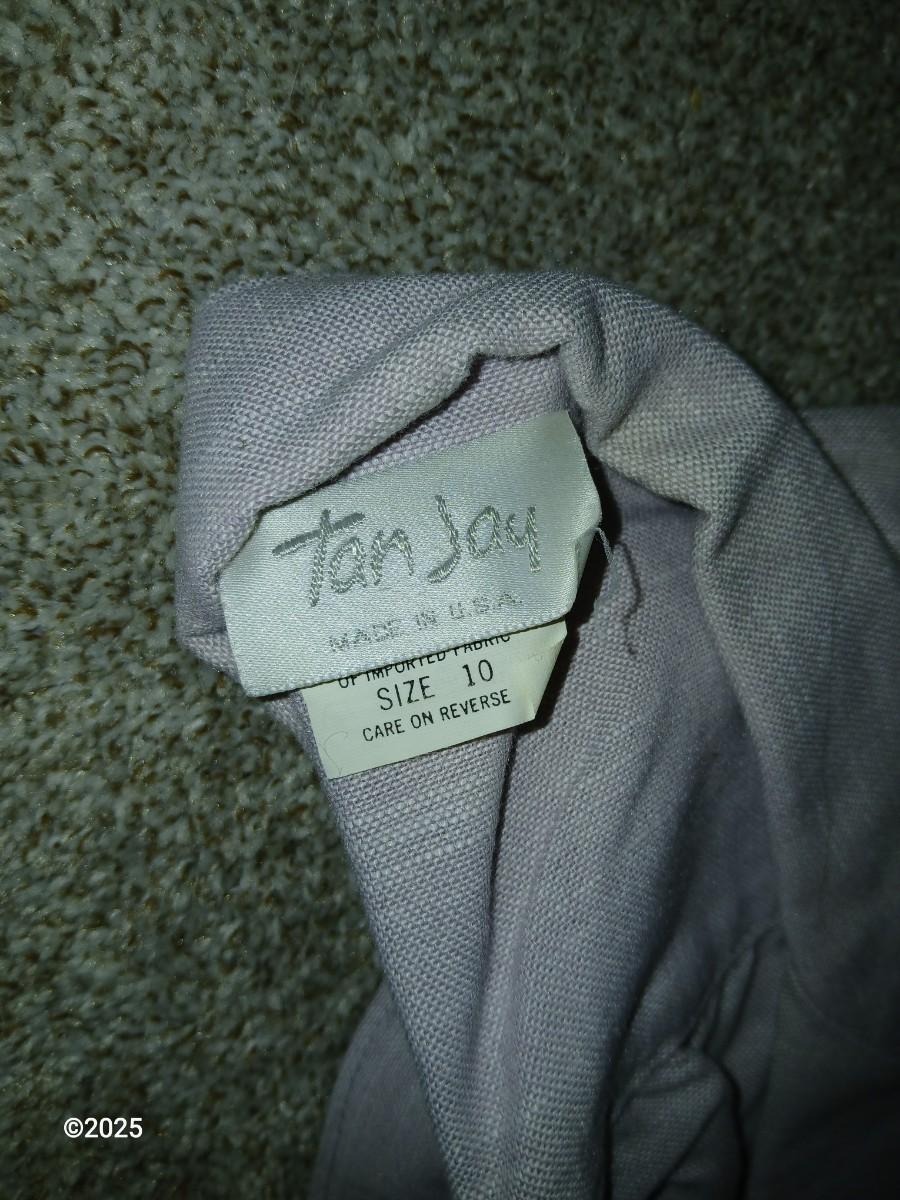 Tan Jay
MADE IN U.S.A.
OF IMPORTED FABRIC
SIZE 10
CARE ON REVERSE
©2025